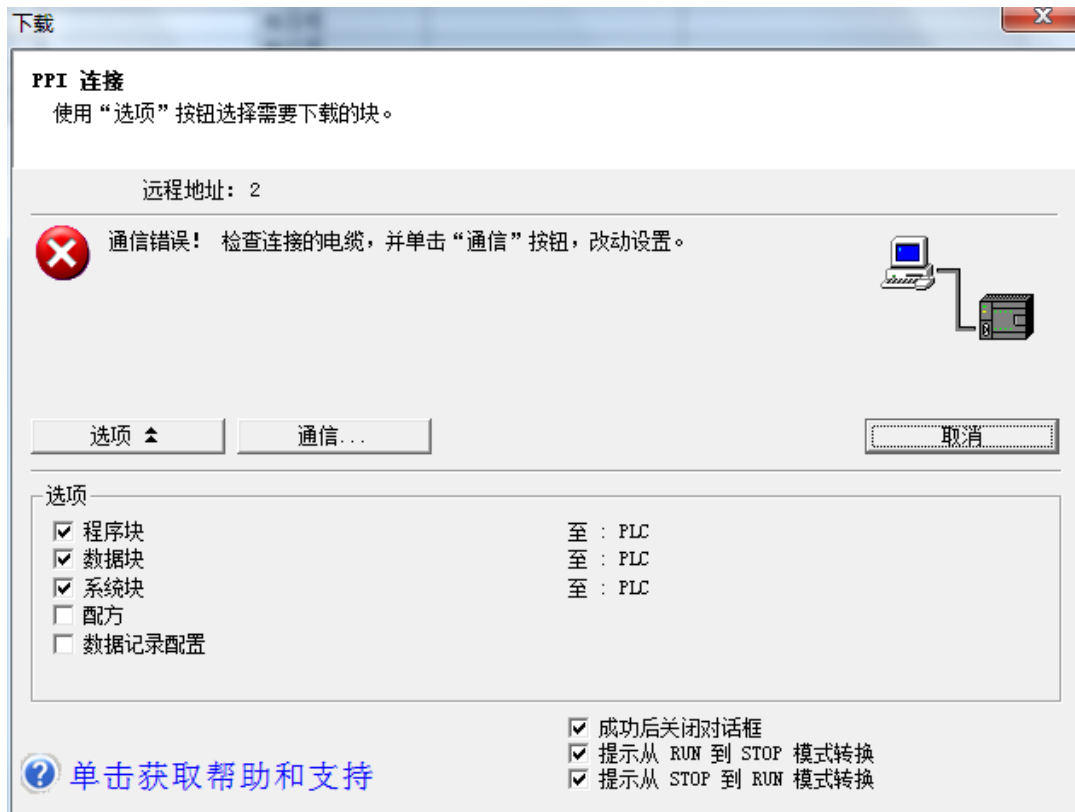 下载
X
PPI 连接
使用“选项”按钮选择需要下载的块。
远程地址: 2
通信错误! 检查连接的电缆,并单击“通信”按钮,改动设置。
选项
通信...
取消
选项
程序块 至 : PLC
数据块 至 : PLC
系统块 至 : PLC
配方
数据记录配置
成功后关闭对话框
提示从 RUN 到 STOP 模式转换
提示从 STOP 到 RUN 模式转换
单击获取帮助和支持